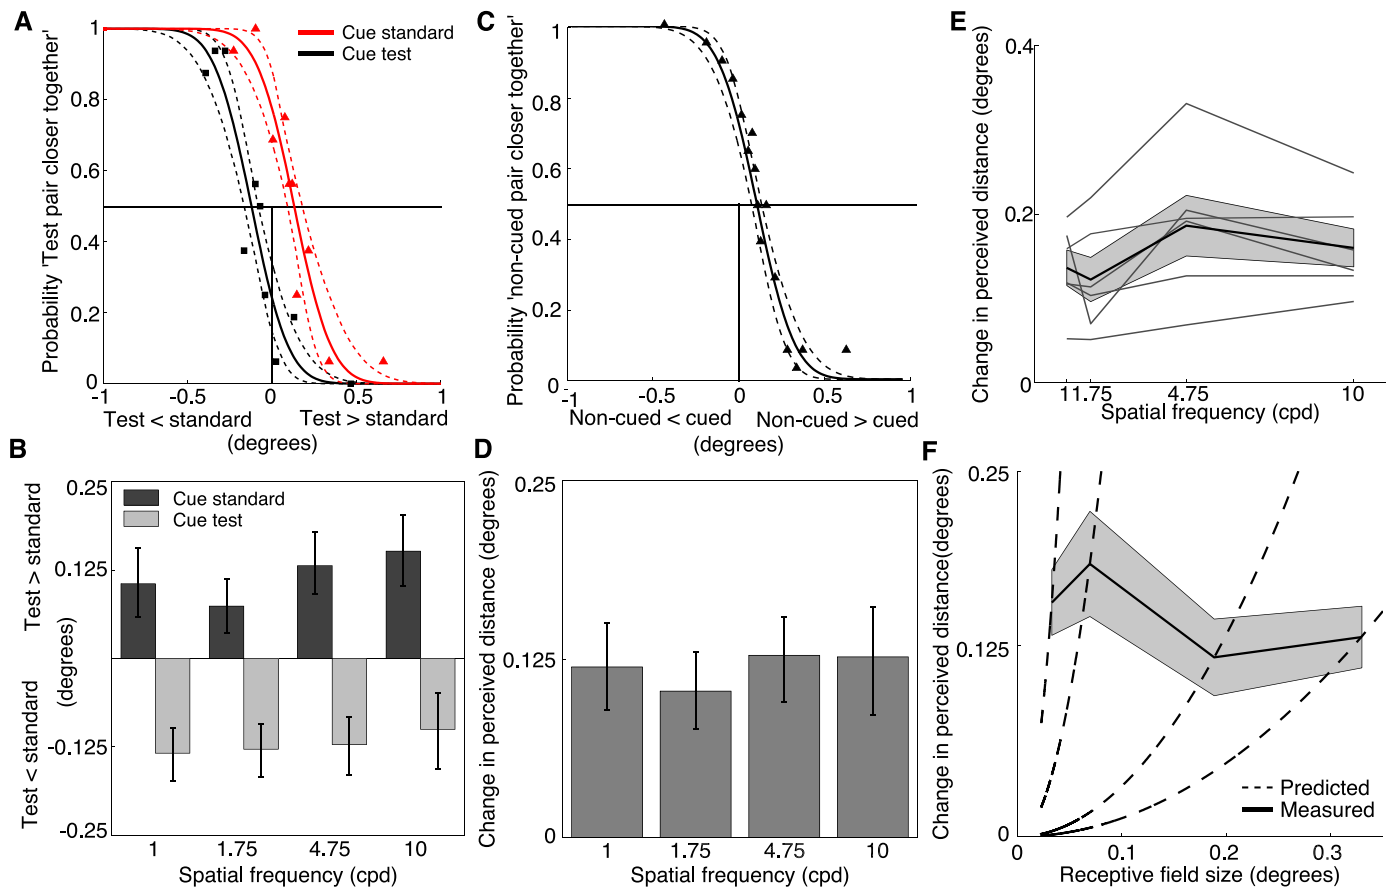 A
Probability 'Test pair closer together'
1
0.8
0.6
0.4
0.2
0
Cue standard
Cue test
-1
-0.5
0
0.5
1
Test < standard
Test > standard
(degrees)
C
Probability 'non-cued pair closer together'
1
0.8
0.6
0.4
0.2
0
-1
-0.5
0
0.5
1
Non-cued < cued
Non-cued > cued
(degrees)
E
Change in perceived distance (degrees)
0.4
0.2
0
1
1.75
4.75
10
Spatial frequency (cpd)
B
Test > standard
Test < standard
(degrees)
0.25
0.125
-0.125
-0.25
Cue standard
Cue test
1
1.75
4.75
10
Spatial frequency (cpd)
D
Change in perceived distance (degrees)
0.25
0.125
0
1
1.75
4.75
10
Spatial frequency (cpd)
F
Change in perceived distance(degrees)
0.25
0.125
0
Predicted
Measured
0
0.1
0.2
0.3
Receptive field size (degrees)